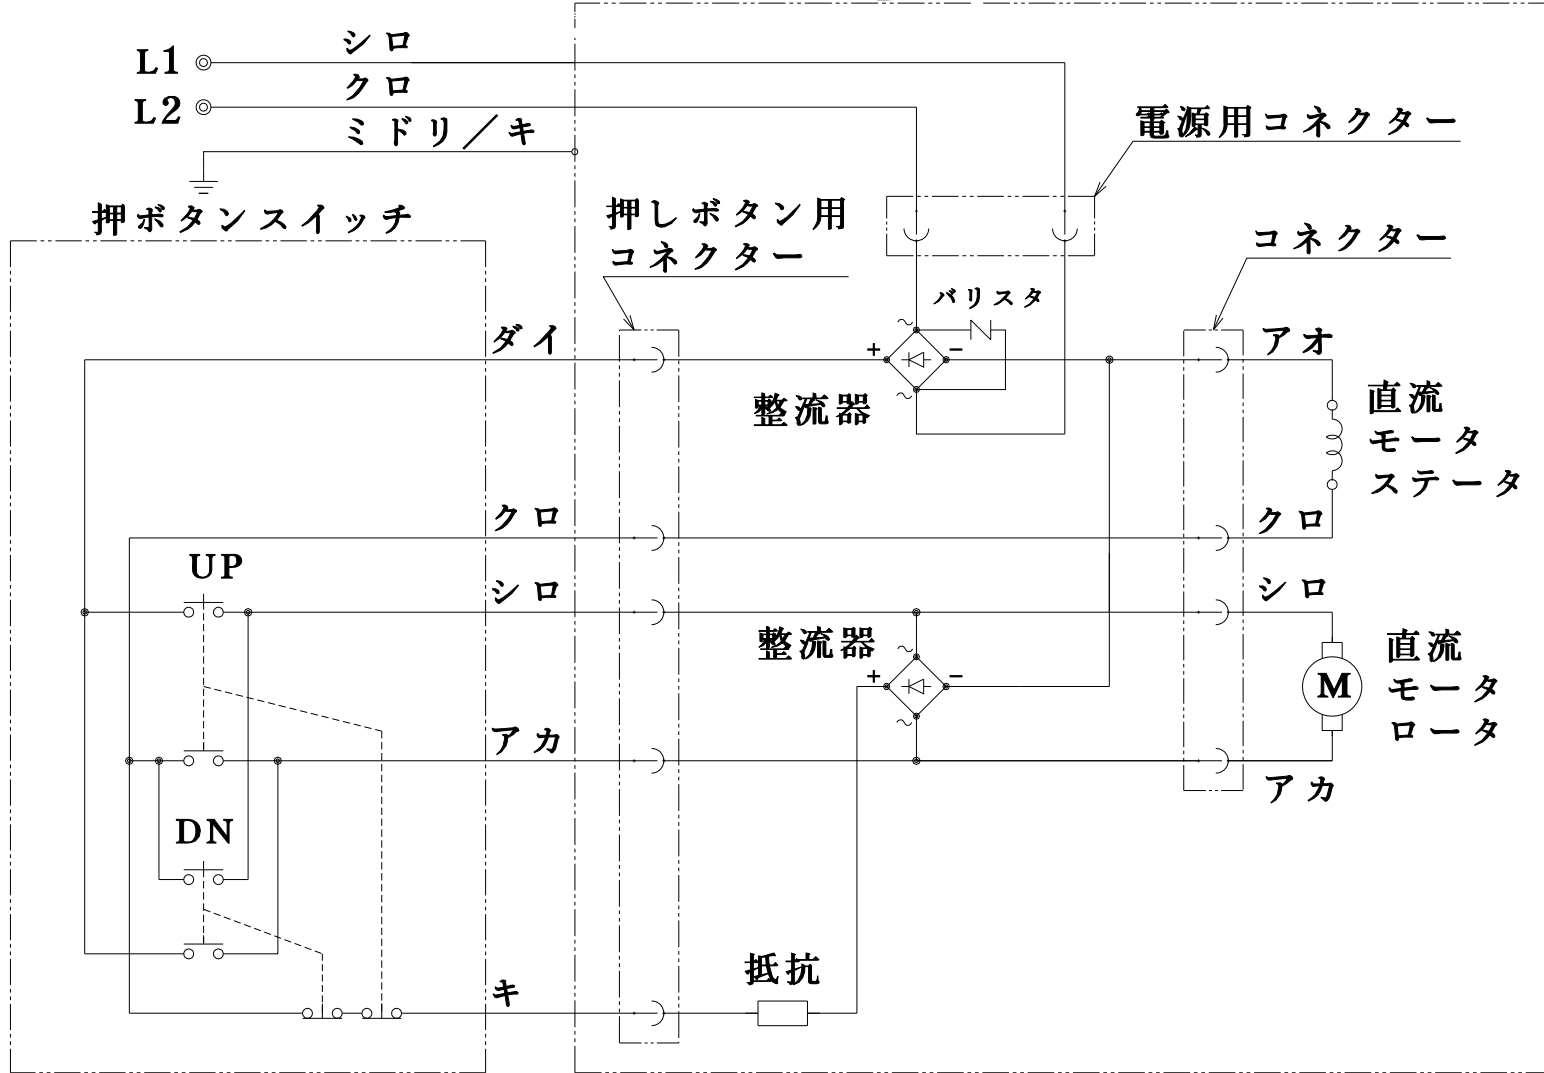 シロ
L1
クロ
L2
ミドリ／キ
電源用コネクター
押ボタンスイッチ
押しボタン用
コネクター
コネクター
バリスタ
ダイ
～
+
−
アオ
～
整流器
直流
モータ
ステータ
クロ
クロ
UP
シロ
シロ
整流器
～
+
−
M
直流
モータ
ロータ
～
アカ
アカ
DN
抵抗
キ